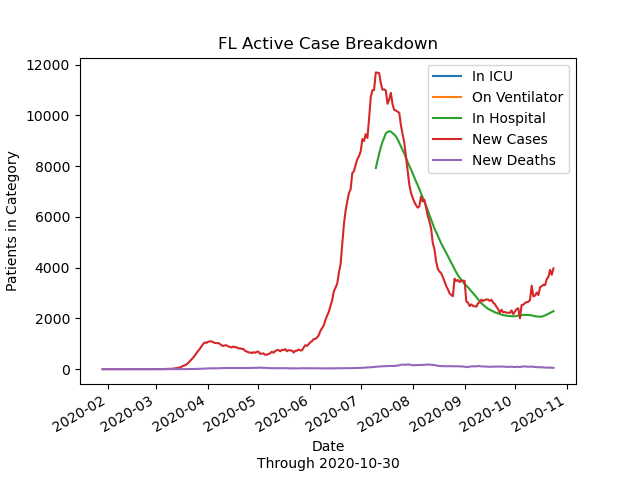 FL Active Case Breakdown
12000
10000
8000
6000
4000
2000
0
Patients in Category
In ICU
On Ventilator
In Hospital
New Cases
New Deaths
2020-02
2020-03
2020-04
2020-05
2020-06
2020-07
2020-08
2020-09
2020-10
2020-11
Date
Through 2020-10-30